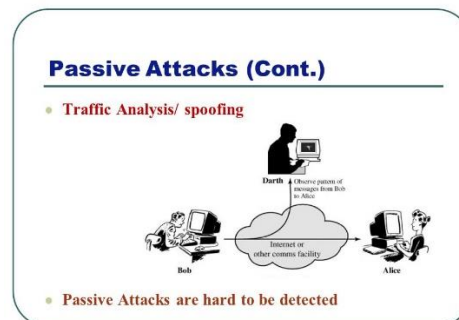 Passive Attacks (Cont.)
Traffic Analysis/ spoofing
Darth
Observe pattern of
messages from Bob
to Alice
Internet or
other comms facility
Bob
Alice
Passive Attacks are hard to be detected